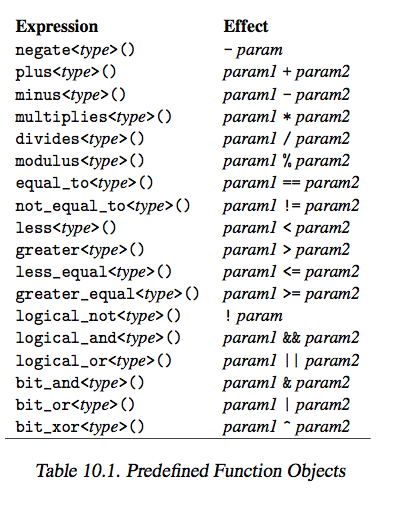 Expression Effect
negate<type>() - param
plus<type>() param1 + param2
minus<type>() param1 - param2
multiplies<type>() param1 * param2
divides<type>() param1 / param2
modulus<type>() param1 % param2
equal_to<type>() param1 == param2
not_equal_to<type>() param1 != param2
less<type>() param1 < param2
greater<type>() param1 > param2
less_equal<type>() param1 <= param2
greater_equal<type>() param1 >= param2
logical_not<type>() ! param
logical_and<type>() param1 && param2
logical_or<type>() param1 || param2
bit_and<type>() param1 & param2
bit_or<type>() param1 | param2
bit_xor<type>() param1 ^ param2
Table 10.1. Predefined Function Objects